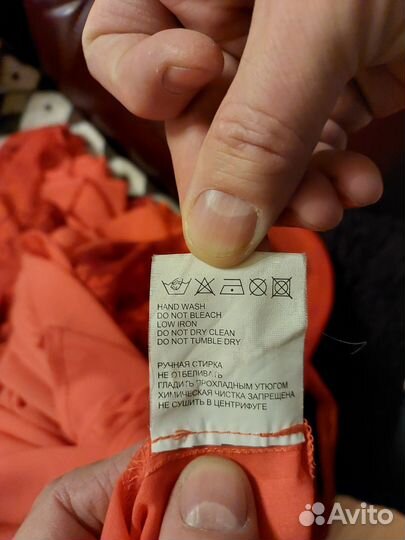 HAND WASH
DO NOT BLEACH
LOW IRON
DO NOT DRY CLEAN
DO NOT TUMBLE DRY
РУЧНАЯ СТИРКА
НЕ ОТБЕЛИВАТЬ
ГЛАДИТЬ ПРОХЛАДНЫМ УТЮГОМ
ХИМИЧЕСКАЯ ЧИСТКА ЗАПРЕЩЕНА
НЕ СУШИТЬ В ЦЕНТРИФУГЕ
Avito